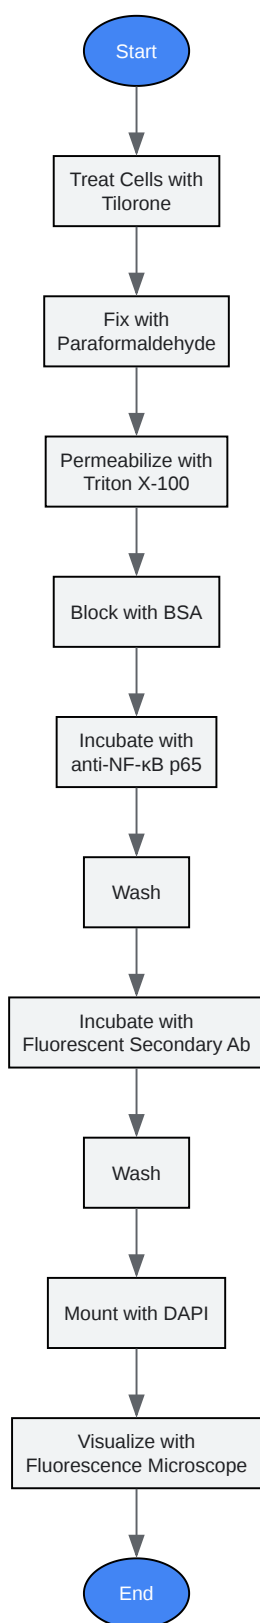 Start
Treat Cells with
Tilorone
Fix with
Paraformaldehyde
Permeabilize with
Triton X-100
Block with BSA
Incubate with
anti-NF-κB p65
Wash
Incubate with
Fluorescent Secondary Ab
Wash
Mount with DAPI
Visualize with
Fluorescence Microscope
End